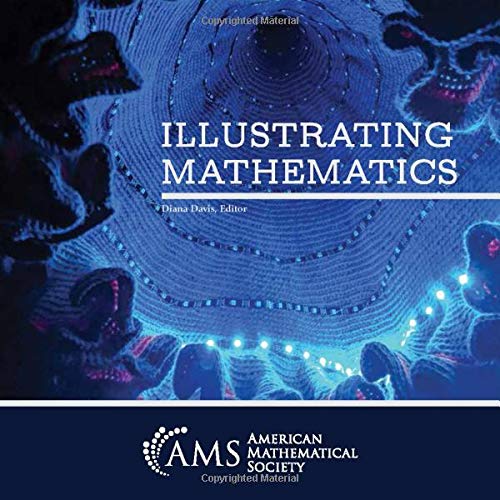 Copyrighted Material
ILLUSTRATING
MATHEMATICS
Diana Davis, Editor
AMS
AMERICAN
MATHEMATICAL
SOCIETY
Copyrighted Material